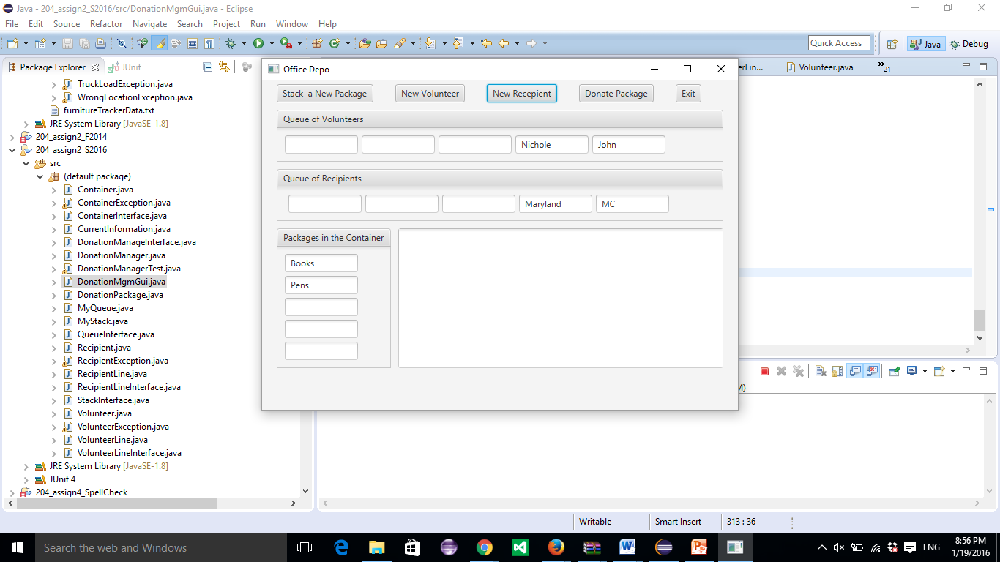 Java - 204_assign2_S2016/src/DonationMgmGui.java - Eclipse
File Edit Source Refactor Navigate Search Project Run Window Help
Quick Access
Java
Debug
Package Explorer
JUnit
TruckLoadException.java
WrongLocationException.java
furnitureTrackerData.txt
JRE System Library [JavaSE-1.8]
204_assign2_F2014
204_assign2_S2016
src
(default package)
Container.java
ContainerException.java
ContainerInterface.java
CurrentInformation.java
DonationManageInterface.java
DonationManager.java
DonationManagerTest.java
DonationMgmGui.java
DonationPackage.java
MyQueue.java
MyStack.java
QueueInterface.java
Recipient.java
RecipientException.java
RecipientLine.java
RecipientLineInterface.java
StackInterface.java
Volunteer.java
VolunteerException.java
VolunteerLine.java
VolunteerLineInterface.java
JRE System Library [JavaSE-1.8]
JUnit 4
204_assign4_SpellCheck
Office Depo
Stack a New Package
New Volunteer
New Recepient
Donate Package
Exit
Queue of Volunteers
Nichole
John
Queue of Recipients
Maryland
MC
Packages in the Container
Books
Pens
erLin...
Volunteer.java
21
M)
Writable
Smart Insert
313 : 36
Search the web and Windows
ENG
8:56 PM
1/19/2016